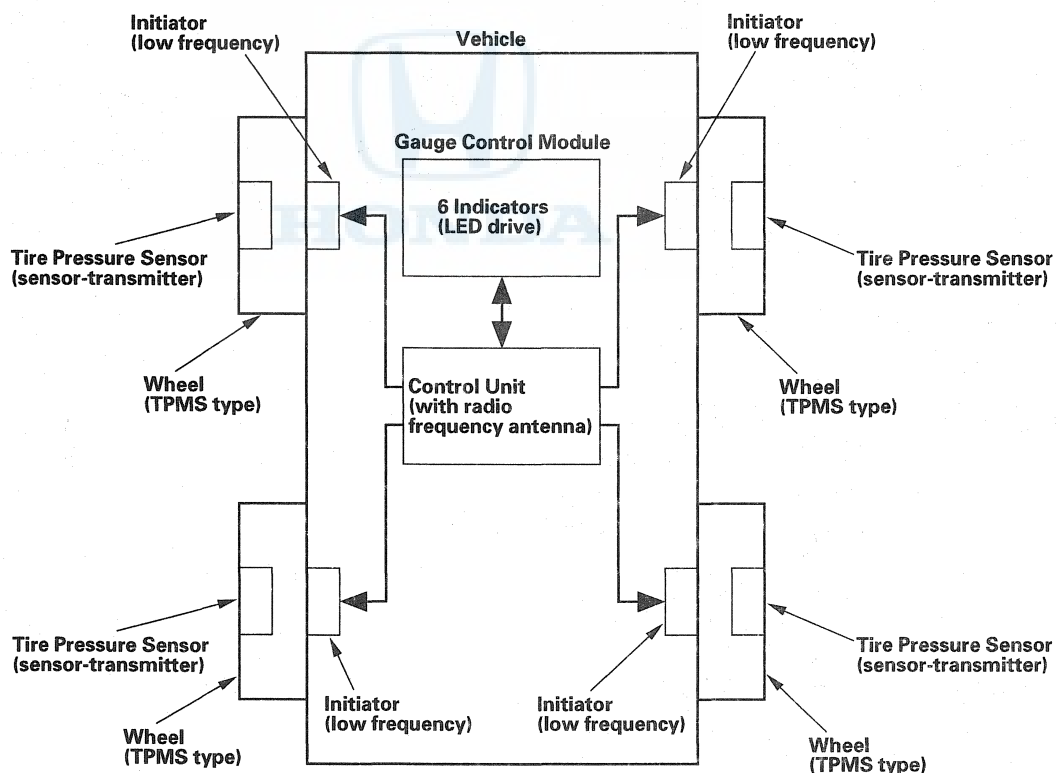 Initiator
(low frequency)
Vehicle
Initiator
(low frequency)
Gauge Control Module
6 Indicators
(LED drive)
HONDA
Tire Pressure Sensor
(sensor-transmitter)
Tire Pressure Sensor
(sensor-transmitter)
Wheel
(TPMS type)
Control Unit
(with radio
frequency antenna)
Wheel
(TPMS type)
Tire Pressure Sensor
(sensor-transmitter)
Tire Pressure Sensor
(sensor-transmitter)
Initiator
(low frequency)
Initiator
(low frequency)
Wheel
(TPMS type)
Wheel
(TPMS type)